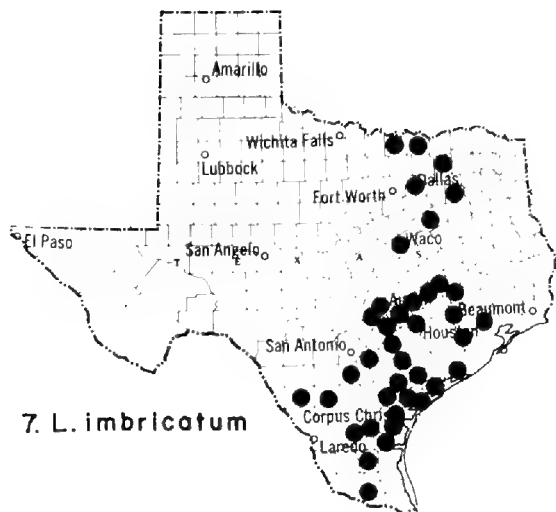 Amarillo
Wichita Falls
Lubbock
Dallas
Fort Worth
El Paso
San Angelo
Waco
T E X A S
Beaumont
Houston
San Antonio
Corpus Chris
7. L. imbricatum
Laredo